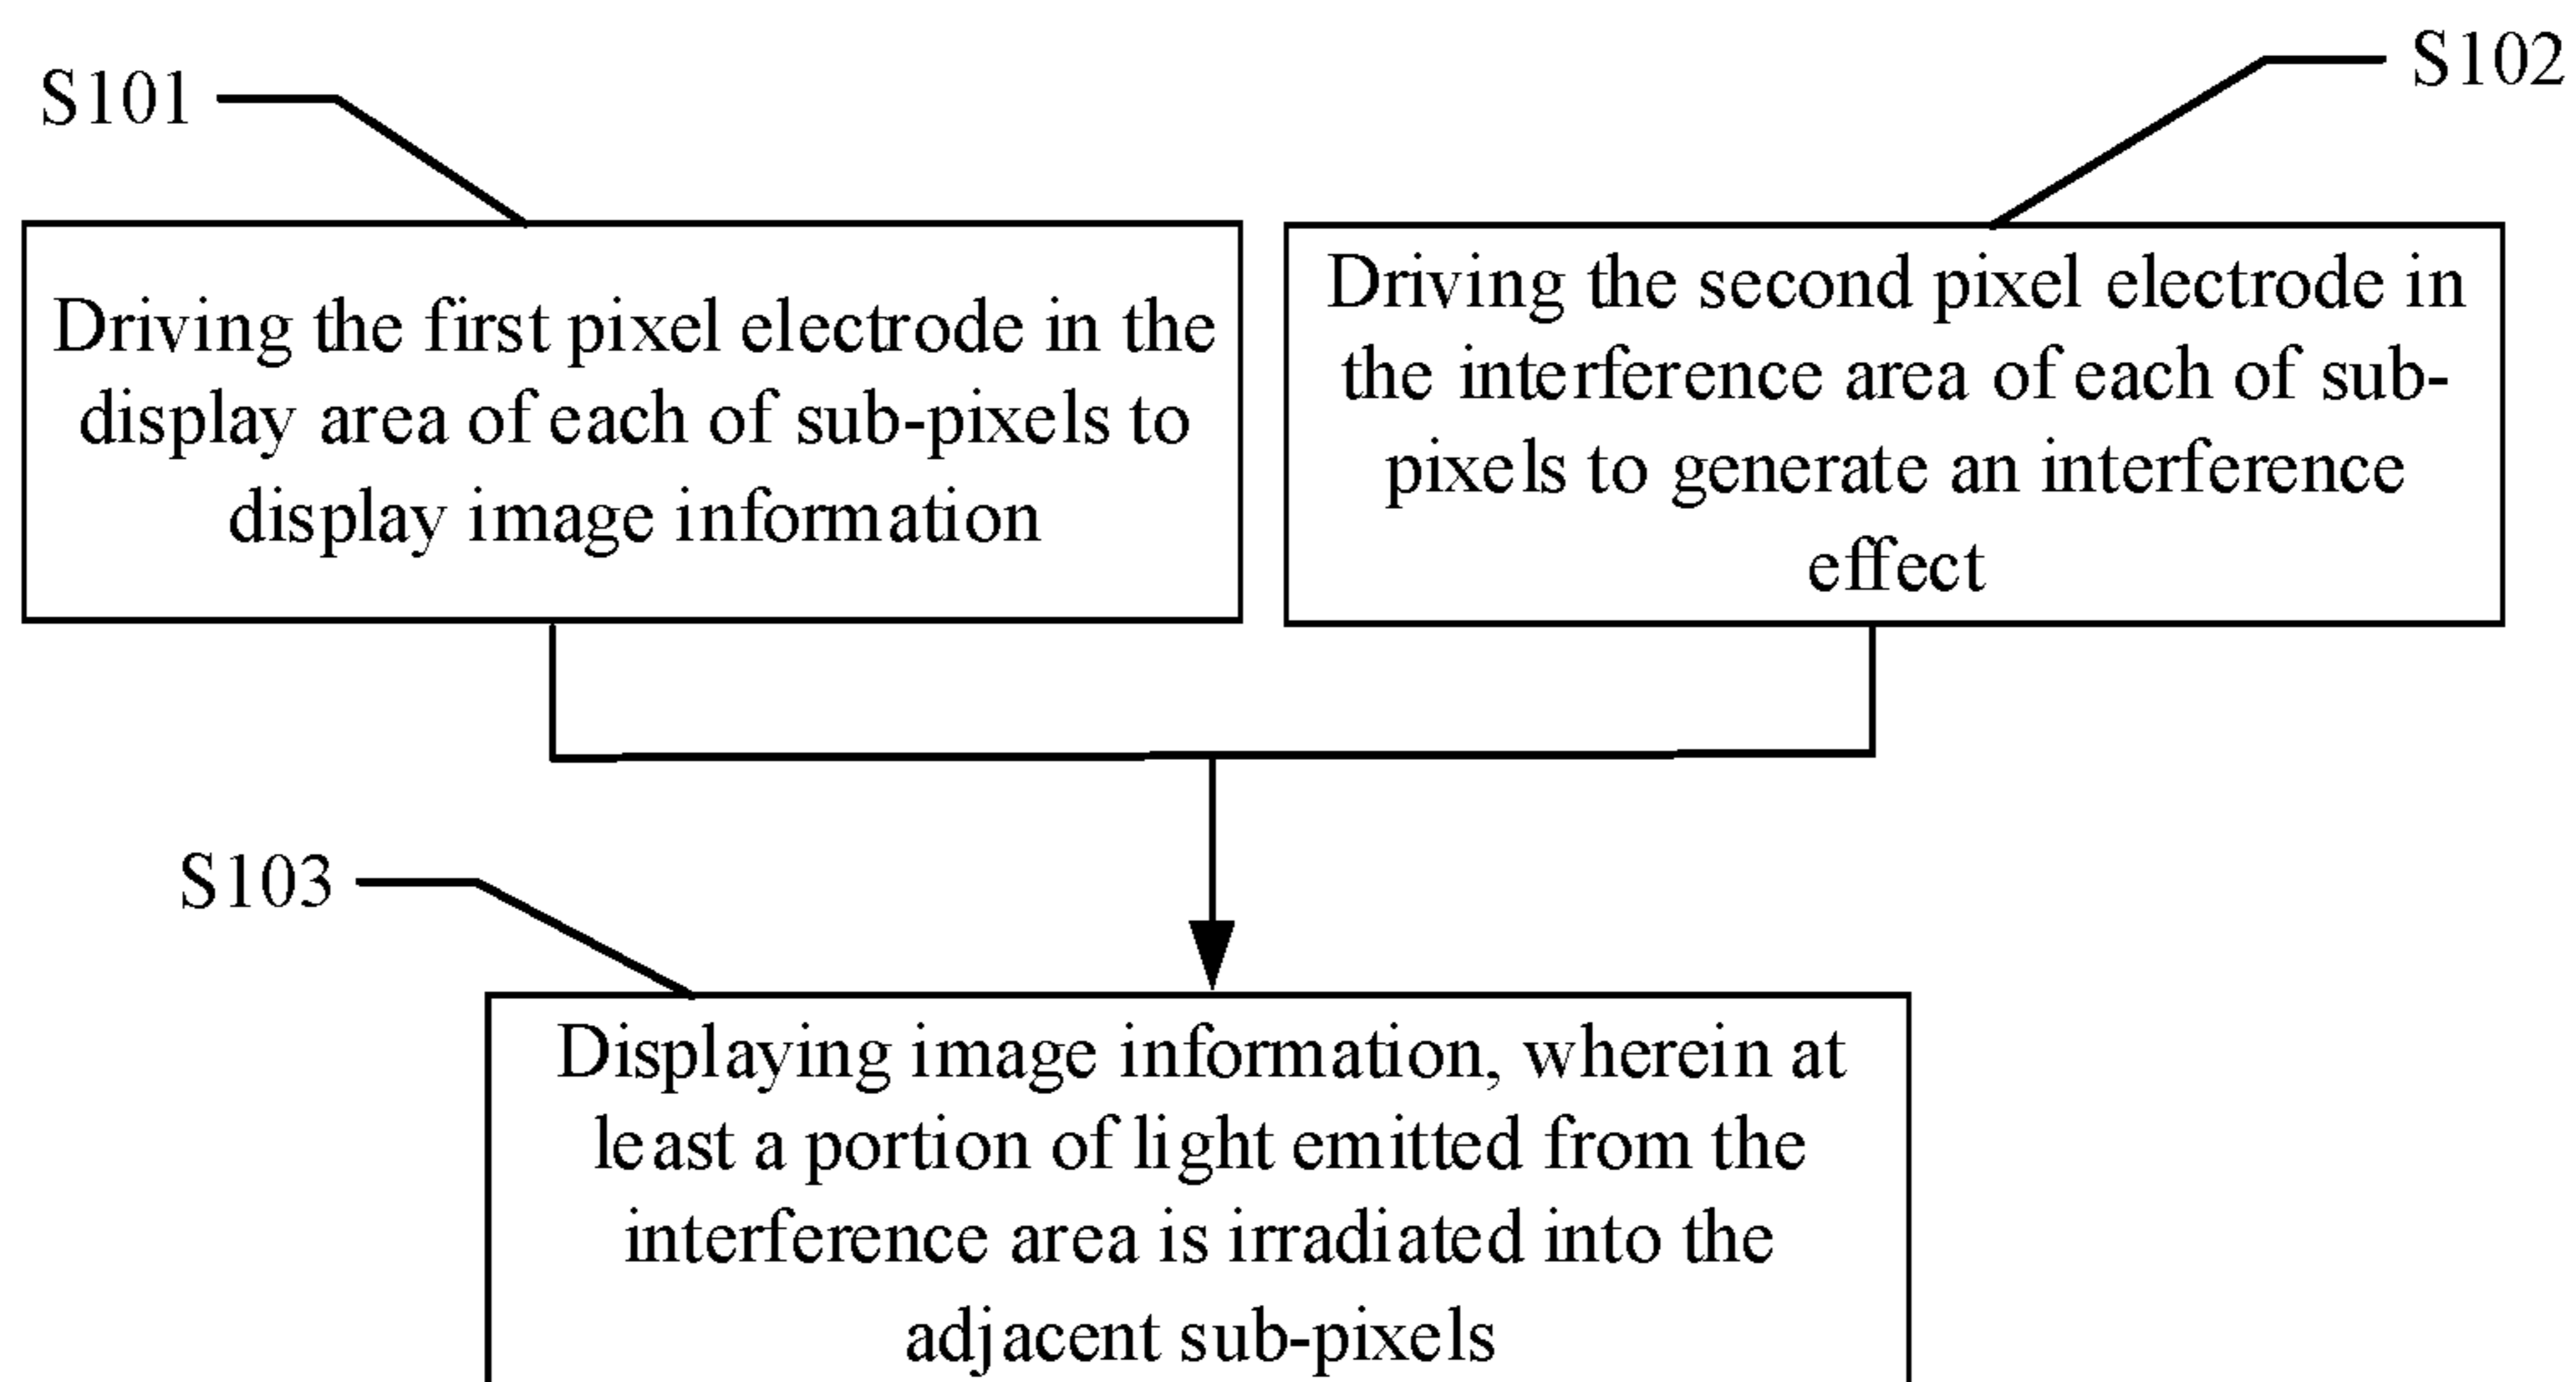 S101
S102
Driving the first pixel electrode in the
display area of each of sub-pixels to
display image information
Driving the second pixel electrode in
the interference area of each of sub-
pixels to generate an interference
effect
S103
Displaying image information, wherein at
least a portion of light emitted from the
interference area is irradiated into the
adjacent sub-pixels